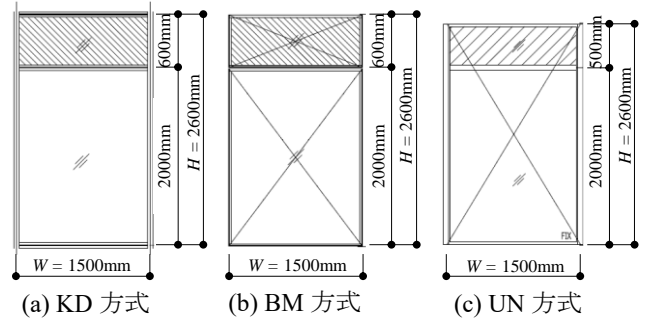 600mm
2000mm
H = 2600mm
W = 1500mm
(a) KD 方式
600mm
2000mm
H = 2600mm
W = 1500mm
(b) BM 方式
500mm
2000mm
H = 2600mm
FIX
W = 1500mm
(c) UN 方式